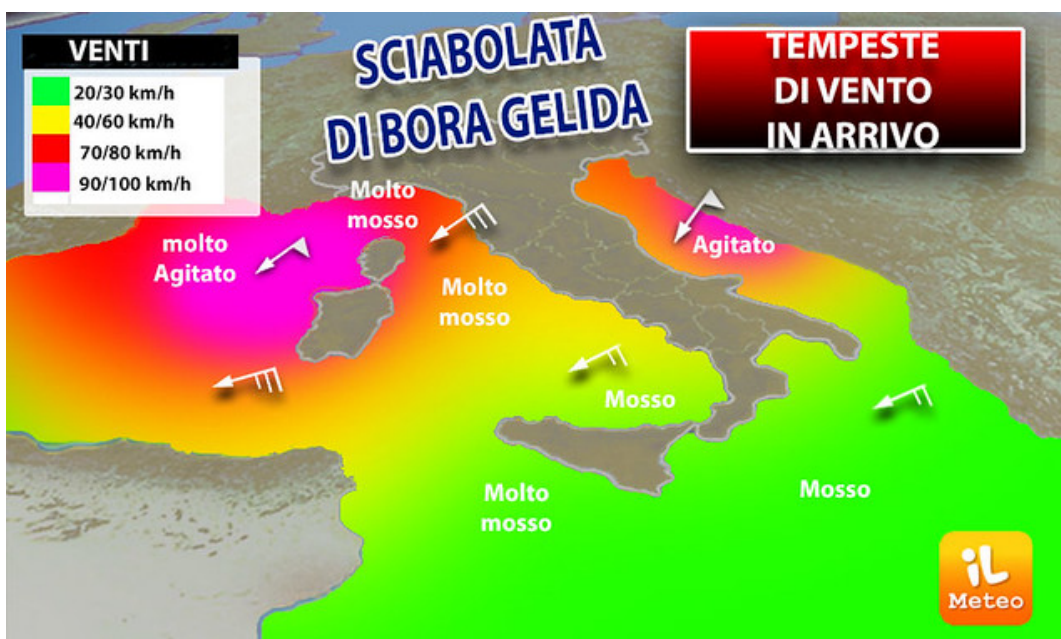 VENTI
20/30 km/h
40/60 km/h
70/80 km/h
90/100 km/h
SCIABOLATA
DI BORA GELIDA
TEMPESTE
DI VENTO
IN ARRIVO
Molto
mosso
molto
Agitato
Agitato
Molto
mosso
Mosso
Molto
mosso
Mosso
iL
Meteo